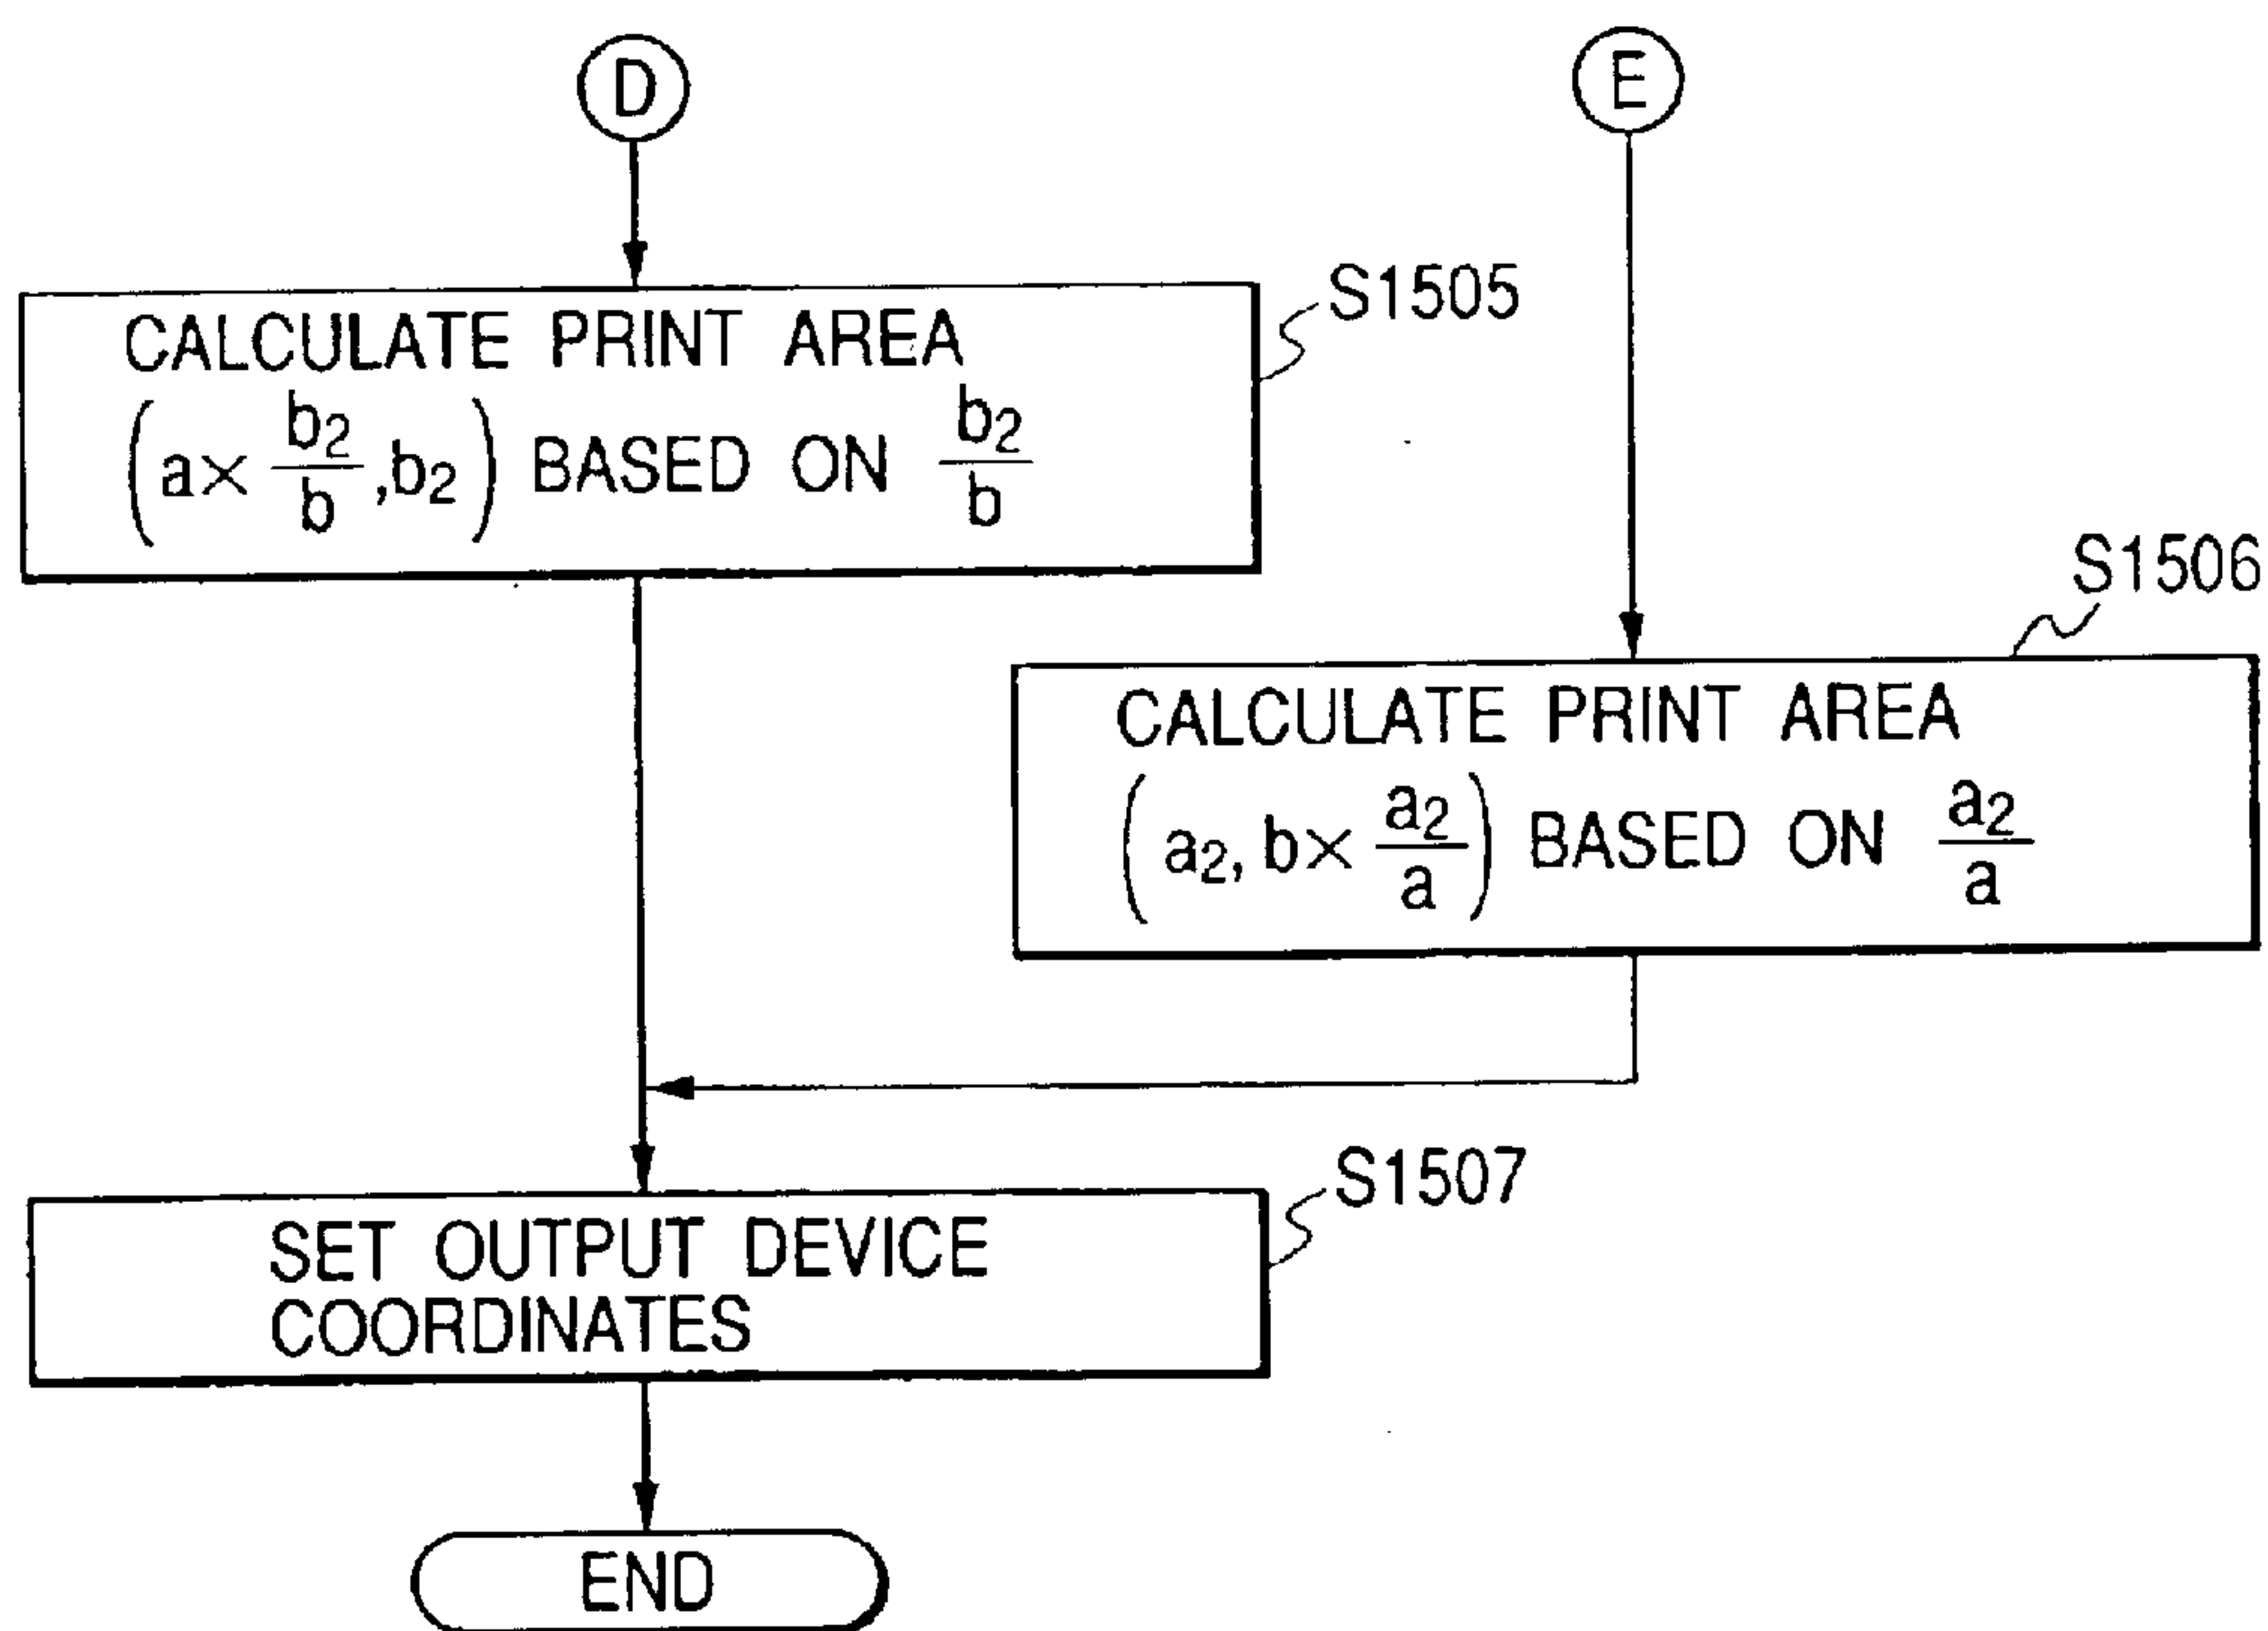 D
E
S1505
CALCULATE PRINT AREA
(a× b₂/b ,b₂) BASED ON b₂/b
S1506
CALCULATE PRINT AREA
(a₂, b× a₂/a) BASED ON a₂/a
S1507
SET OUTPUT DEVICE
COORDINATES
END